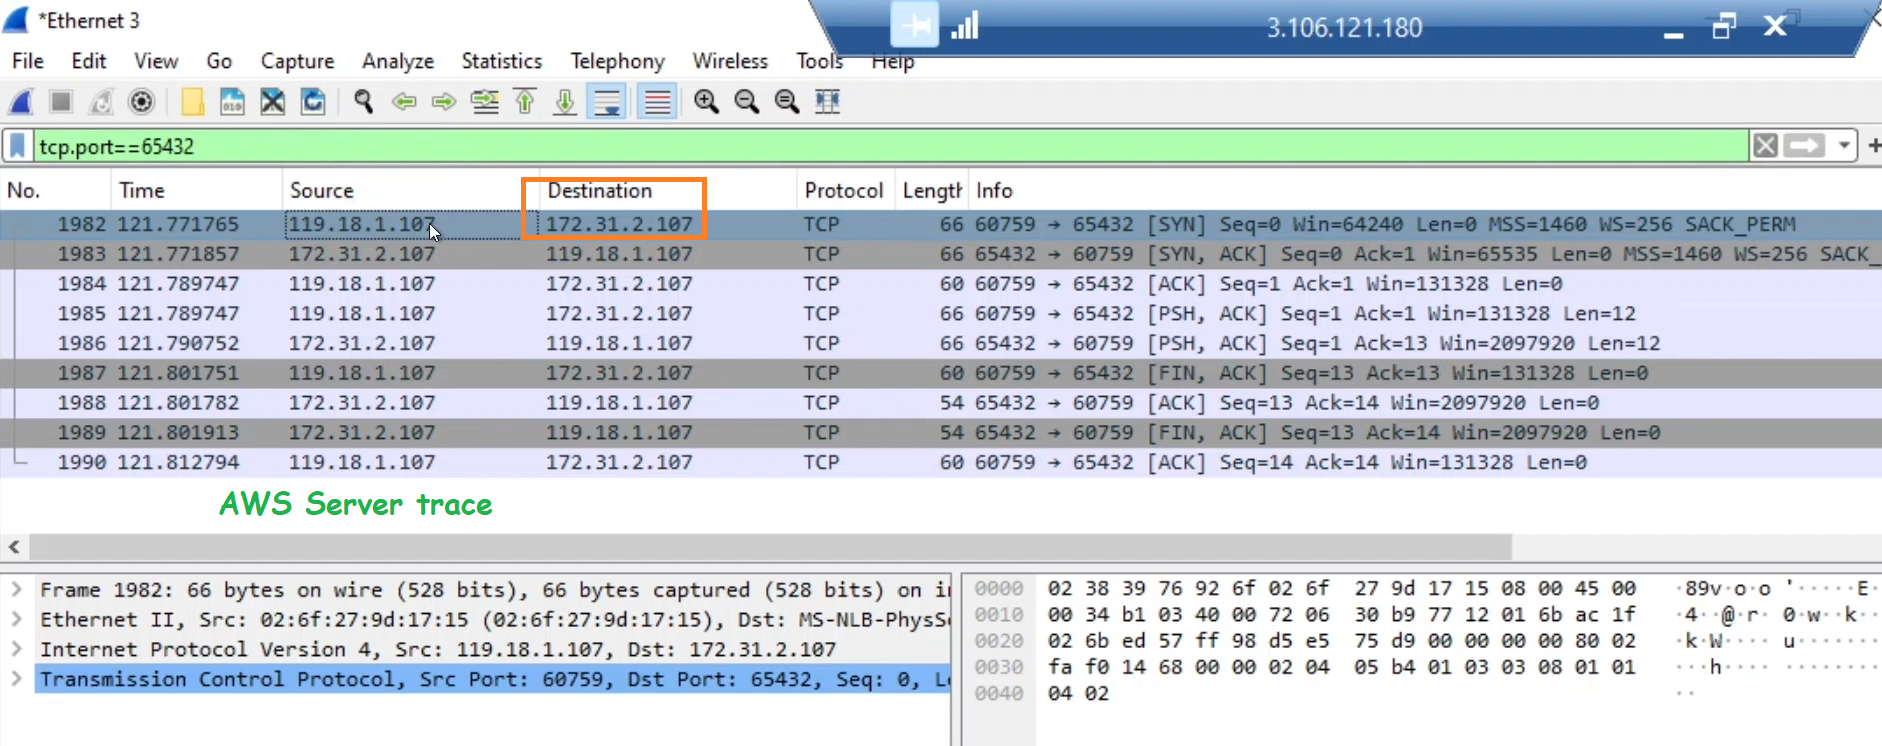 *Ethernet 3
3.106.121.180
File Edit View Go Capture Analyze Statistics Telephony Wireless Tools Help
tcp.port==65432
No. Time Source Destination Protocol Length Info
1982 121.771765 119.18.1.107 172.31.2.107 TCP 66 60759 → 65432 [SYN] Seq=0 Win=64240 Len=0 MSS=1460 WS=256 SACK_PERM
1983 121.771857 172.31.2.107 119.18.1.107 TCP 66 65432 → 60759 [SYN, ACK] Seq=0 Ack=1 Win=65535 Len=0 MSS=1460 WS=256 SACK_
1984 121.789747 119.18.1.107 172.31.2.107 TCP 60 60759 → 65432 [ACK] Seq=1 Ack=1 Win=131328 Len=0
1985 121.789747 119.18.1.107 172.31.2.107 TCP 66 60759 → 65432 [PSH, ACK] Seq=1 Ack=1 Win=131328 Len=12
1986 121.790752 172.31.2.107 119.18.1.107 TCP 66 65432 → 60759 [PSH, ACK] Seq=1 Ack=13 Win=2097920 Len=12
1987 121.801751 119.18.1.107 172.31.2.107 TCP 60 60759 → 65432 [FIN, ACK] Seq=13 Ack=13 Win=131328 Len=0
1988 121.801782 172.31.2.107 119.18.1.107 TCP 54 65432 → 60759 [ACK] Seq=13 Ack=14 Win=2097920 Len=0
1989 121.801913 172.31.2.107 119.18.1.107 TCP 54 65432 → 60759 [FIN, ACK] Seq=13 Ack=14 Win=2097920 Len=0
1990 121.812794 119.18.1.107 172.31.2.107 TCP 60 60759 → 65432 [ACK] Seq=14 Ack=14 Win=131328 Len=0
AWS Server trace
Frame 1982: 66 bytes on wire (528 bits), 66 bytes captured (528 bits) on i
Ethernet II, Src: 02:6f:27:9d:17:15 (02:6f:27:9d:17:15), Dst: MS-NLB-PhysSe
Internet Protocol Version 4, Src: 119.18.1.107, Dst: 172.31.2.107
Transmission Control Protocol, Src Port: 60759, Dst Port: 65432, Seq: 0, L
0000 02 38 39 76 92 6f 02 6f 27 9d 17 15 08 00 45 00 ·89v·o·o '·····E·
0010 00 34 b1 03 40 00 72 06 30 b9 77 12 01 6b ac 1f ·4··@·r· 0·w··k··
0020 02 6b ed 57 ff 98 d5 e5 75 d9 00 00 00 00 80 02 ·k·W···· u·······
0030 fa f0 14 68 00 00 02 04 05 b4 01 03 03 08 01 01 ···h···· ········
0040 04 02 ··